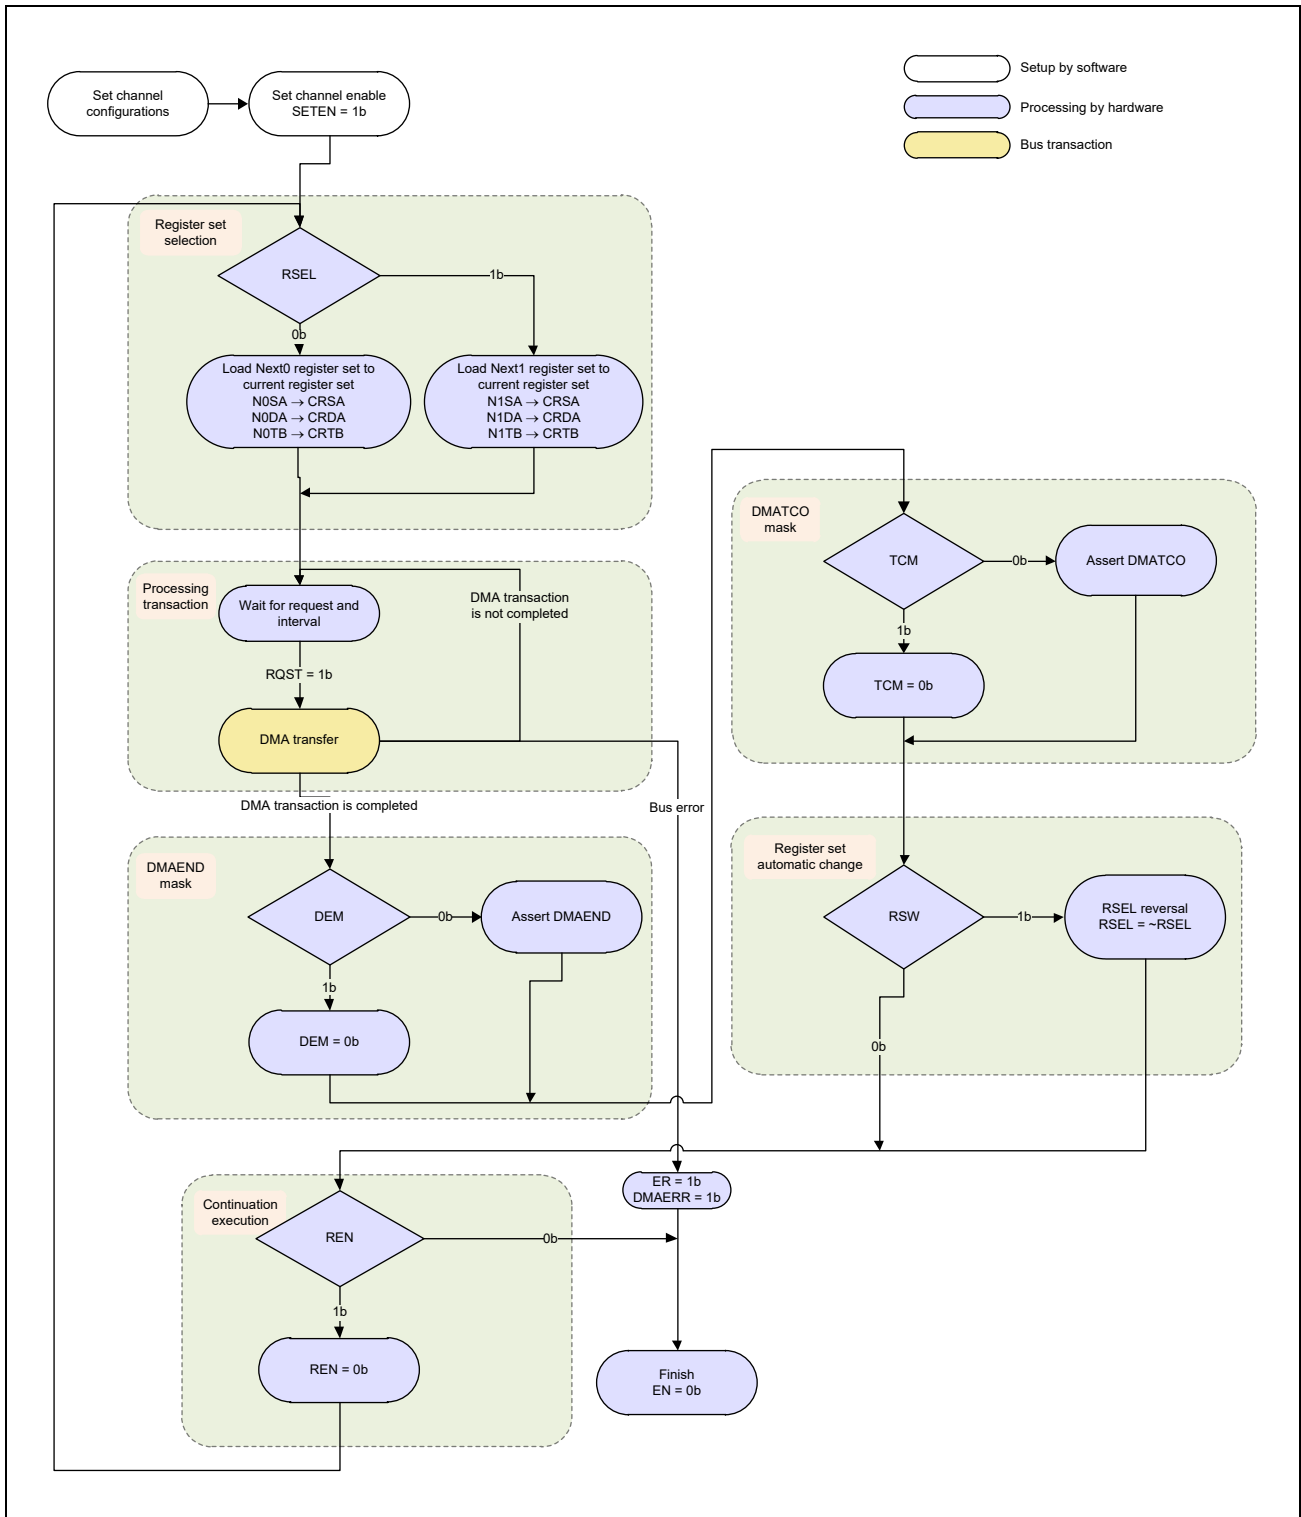 Set channel
configurations
Set channel enable
SETEN = 1b
Setup by software
Processing by hardware
Bus transaction
Register set
selection
RSEL
1b
0b
Load Next0 register set to
current register set
N0SA → CRSA
N0DA → CRDA
N0TB → CRTB
Load Next1 register set to
current register set
N1SA → CRSA
N1DA → CRDA
N1TB → CRTB
Processing
transaction
Wait for request and
interval
DMA transaction
is not completed
RQST = 1b
DMA transfer
DMA transaction is completed
Bus error
DMAEND
mask
DEM
0b
Assert DMAEND
1b
DEM = 0b
DMATCO
mask
TCM
0b
Assert DMATCO
1b
TCM = 0b
Register set
automatic change
RSW
1b
RSEL reversal
RSEL = ~RSEL
0b
ER = 1b
DMAERR = 1b
Continuation
execution
REN
0b
1b
REN = 0b
Finish
EN = 0b